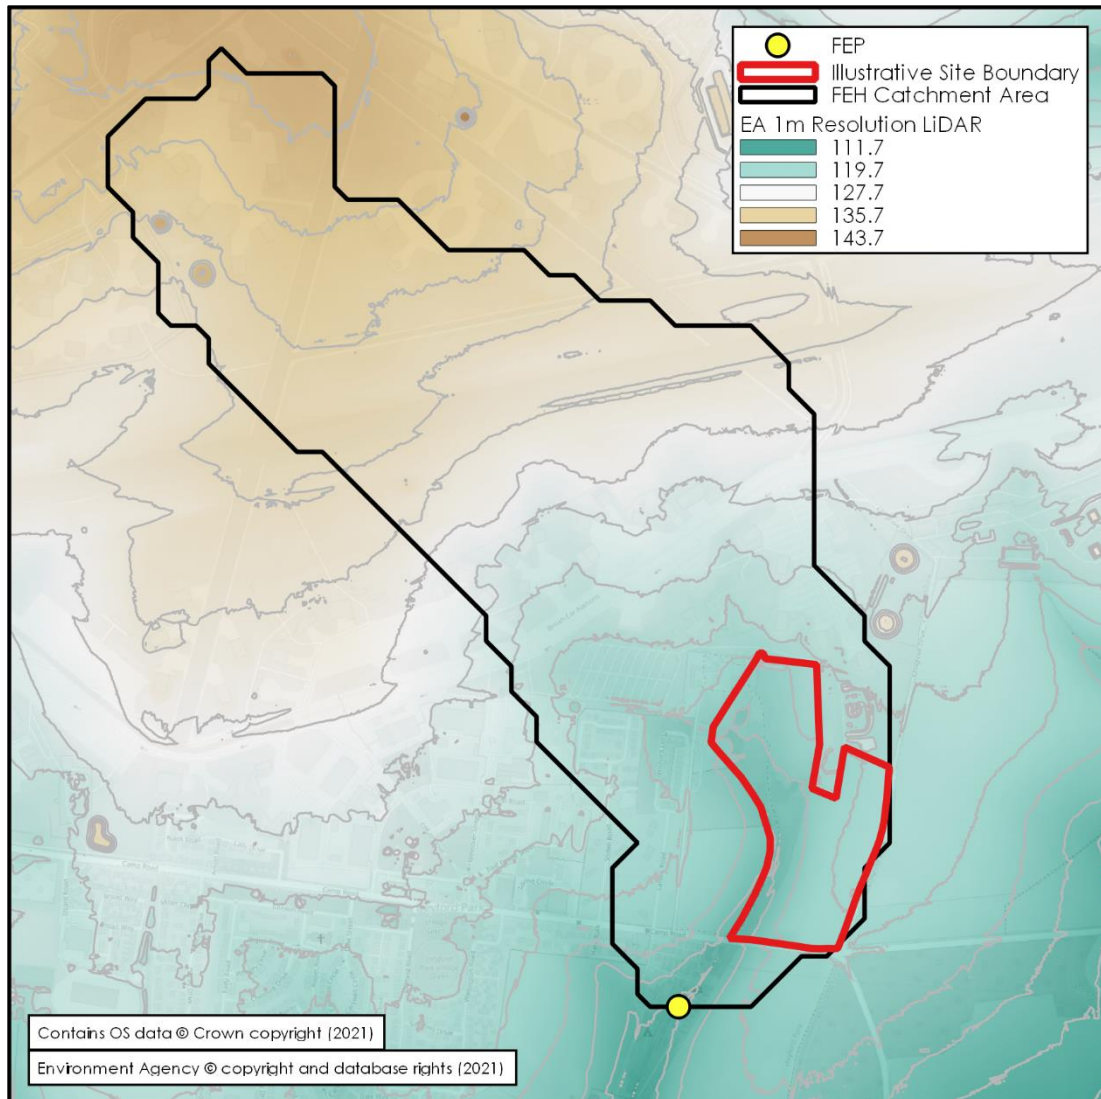 FEP
Illustrative Site Boundary
FEH Catchment Area
EA 1m Resolution LiDAR
111.7
119.7
127.7
135.7
143.7
Contains OS data © Crown copyright (2021)
Environment Agency © copyright and database rights (2021)